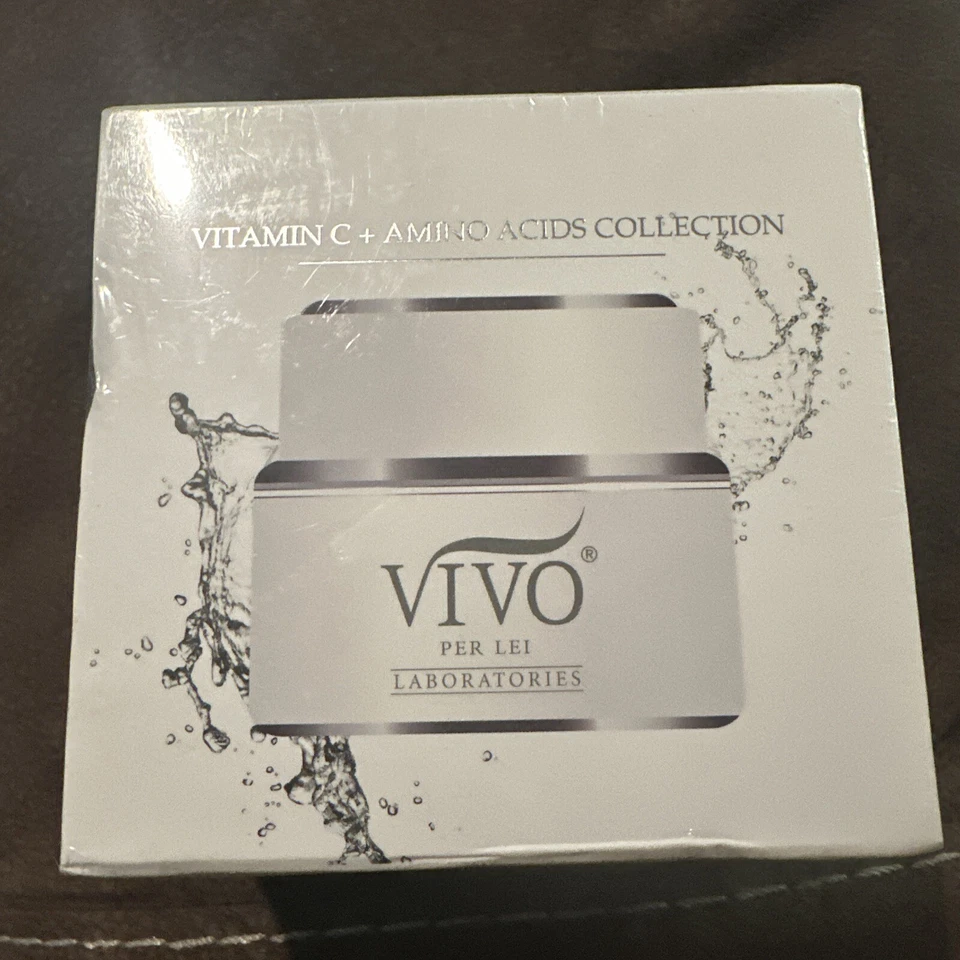 VITAMIN C + AMINO ACIDS COLLECTION
VIVO®
PER LEI
LABORATORIES